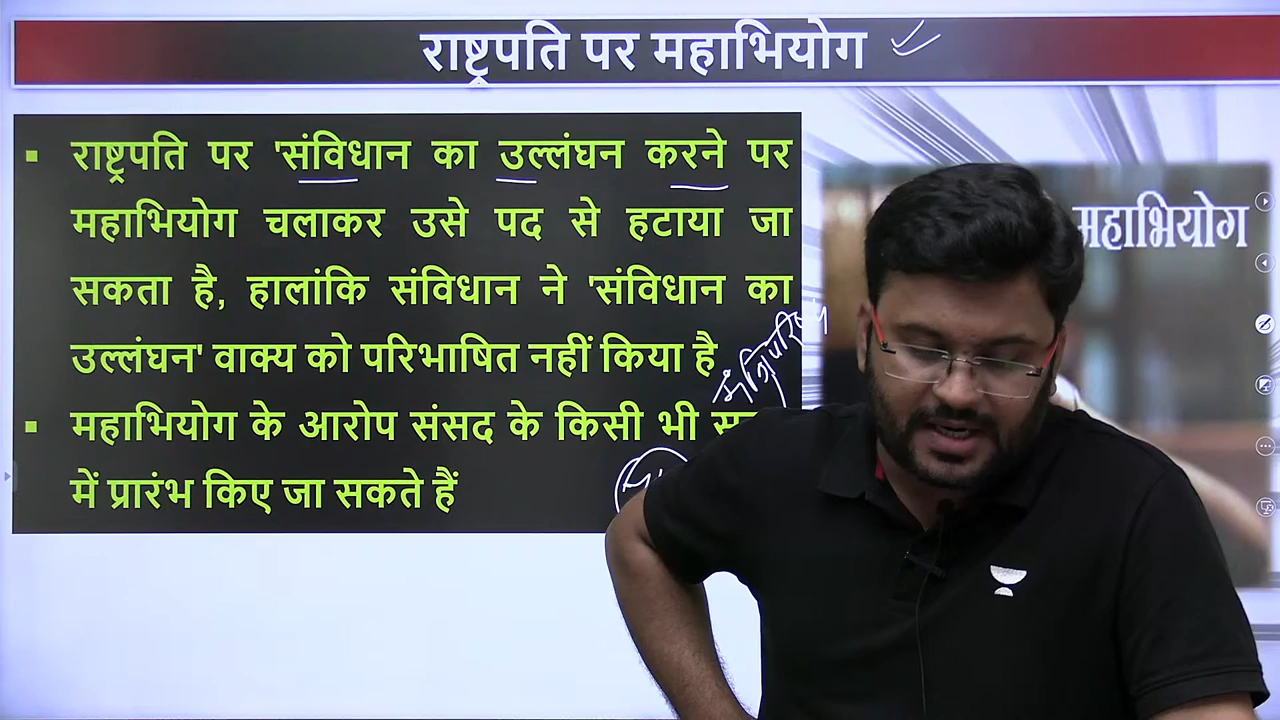 राष्ट्रपति पर महाभियोग
▪ राष्ट्रपति पर 'संविधान का उल्लंघन करने पर
महाभियोग चलाकर उसे पद से हटाया जा
सकता है, हालांकि संविधान ने 'संविधान का
उल्लंघन' वाक्य को परिभाषित नहीं किया है
▪ महाभियोग के आरोप संसद के किसी भी
में प्रारंभ किए जा सकते हैं
महाभियोग